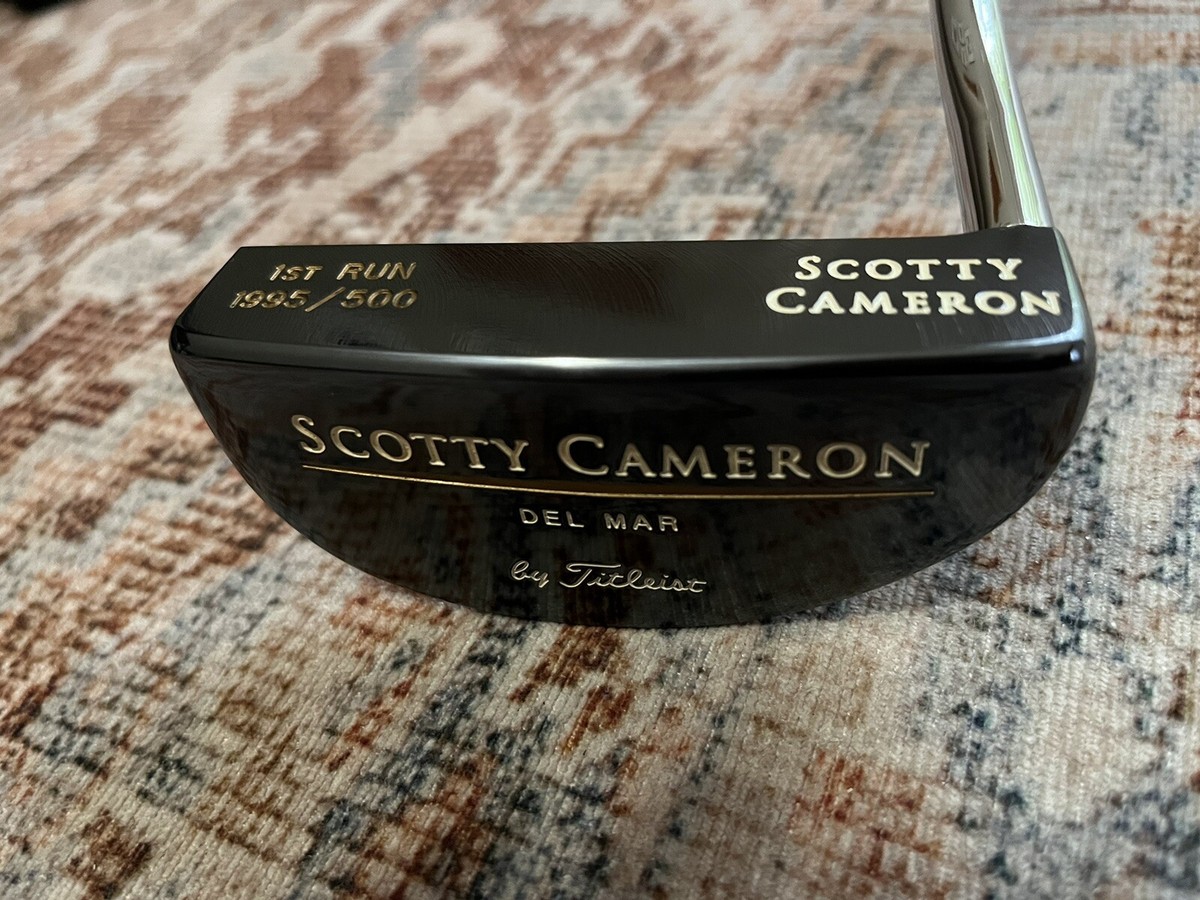 1ST RUN
1995/500
SCOTTY
CAMERON
SCOTTY CAMERON
DEL MAR
by Titleist